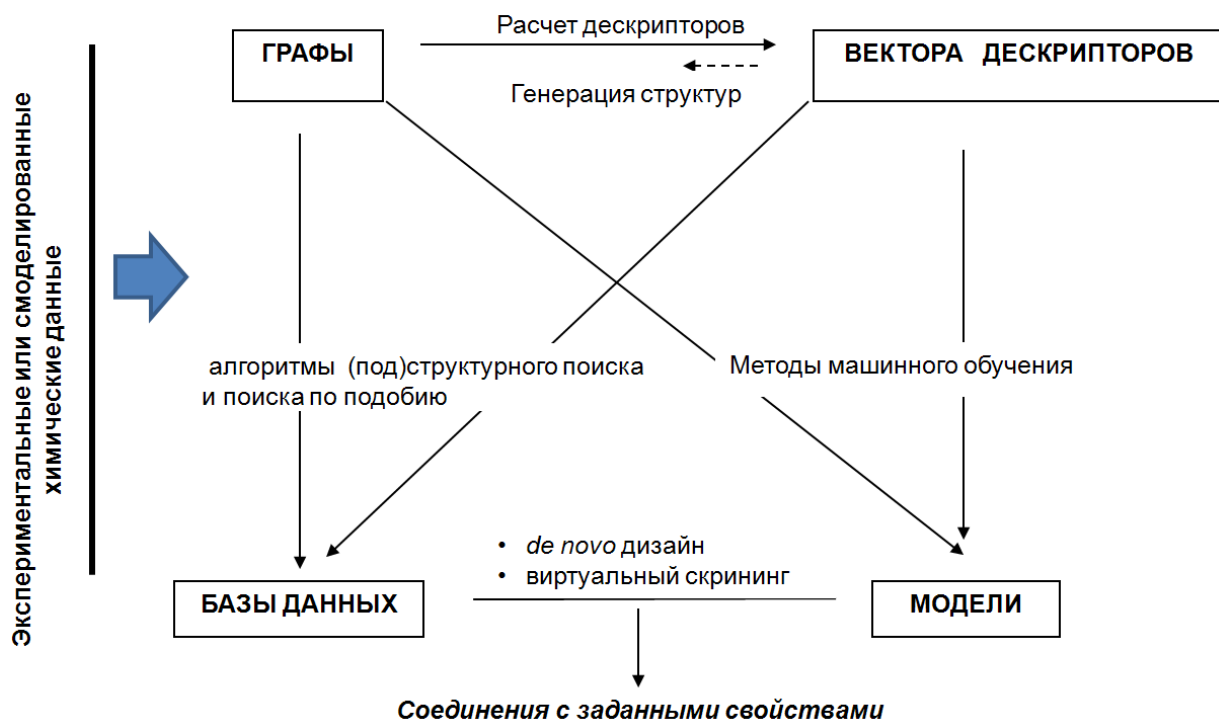 Экспериментальные или смоделированные
химические данные
Расчет дескрипторов
ГРАФЫ
ВЕКТОРА ДЕСКРИПТОРОВ
Генерация структур
алгоритмы (под)структурного поиска
и поиска по подобию
Методы машинного обучения
• de novo дизайн
• виртуальный скрининг
БАЗЫ ДАННЫХ
МОДЕЛИ
Соединения с заданными свойствами